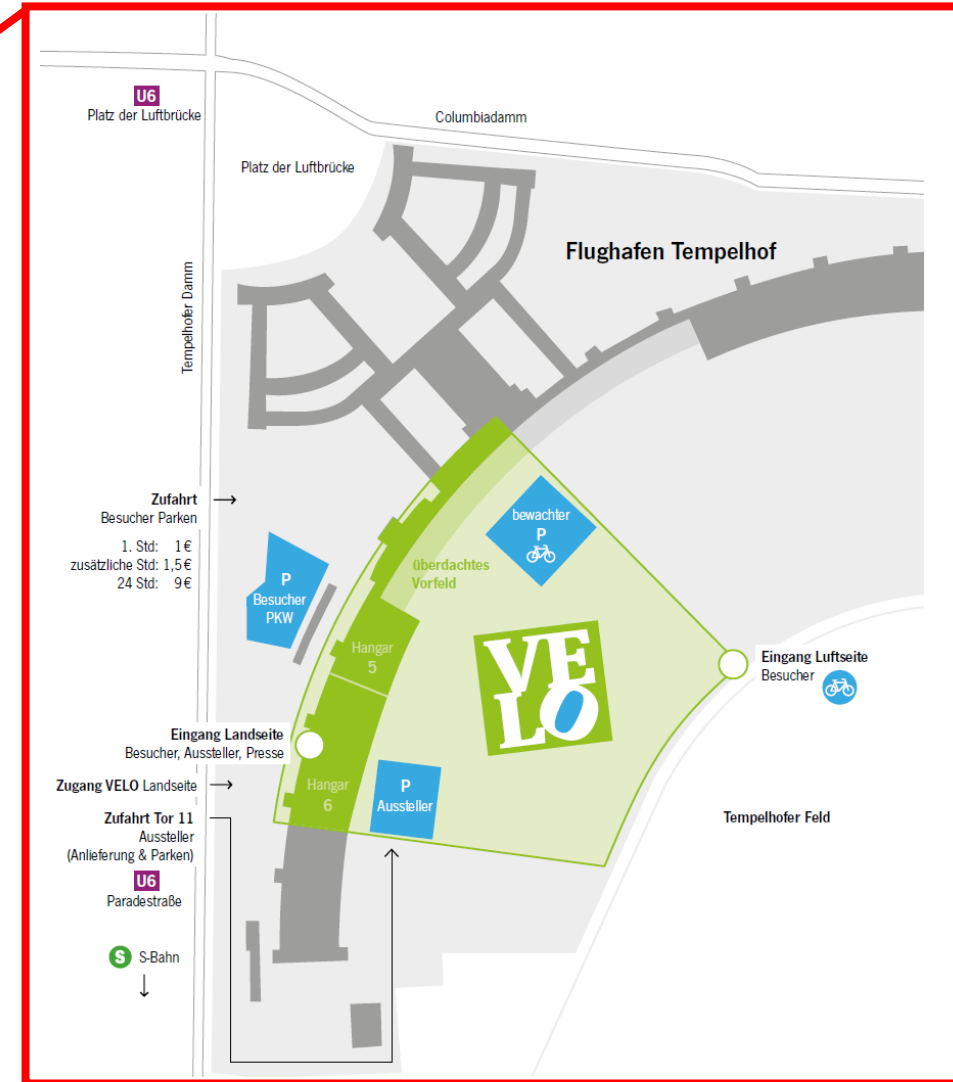 U6
Platz der Luftbrücke
Columbiadamm
Platz der Luftbrücke
Flughafen Tempelhof
Tempelhofer Damm
Zufahrt
Besucher Parken
1. Std: 1 €
zusätzliche Std: 1,5 €
24 Std: 9 €
P
Besucher
PKW
bewachter
P
überdachtes
Vorfeld
Hangar
5
VE
LO
Eingang Luftseite
Besucher
Eingang Landseite
Besucher, Aussteller, Presse
Zugang VELO Landseite
Hangar
6
P
Aussteller
Zufahrt Tor 11
Aussteller
(Anlieferung & Parken)
Tempelhofer Feld
U6
Paradestraße
S S-Bahn